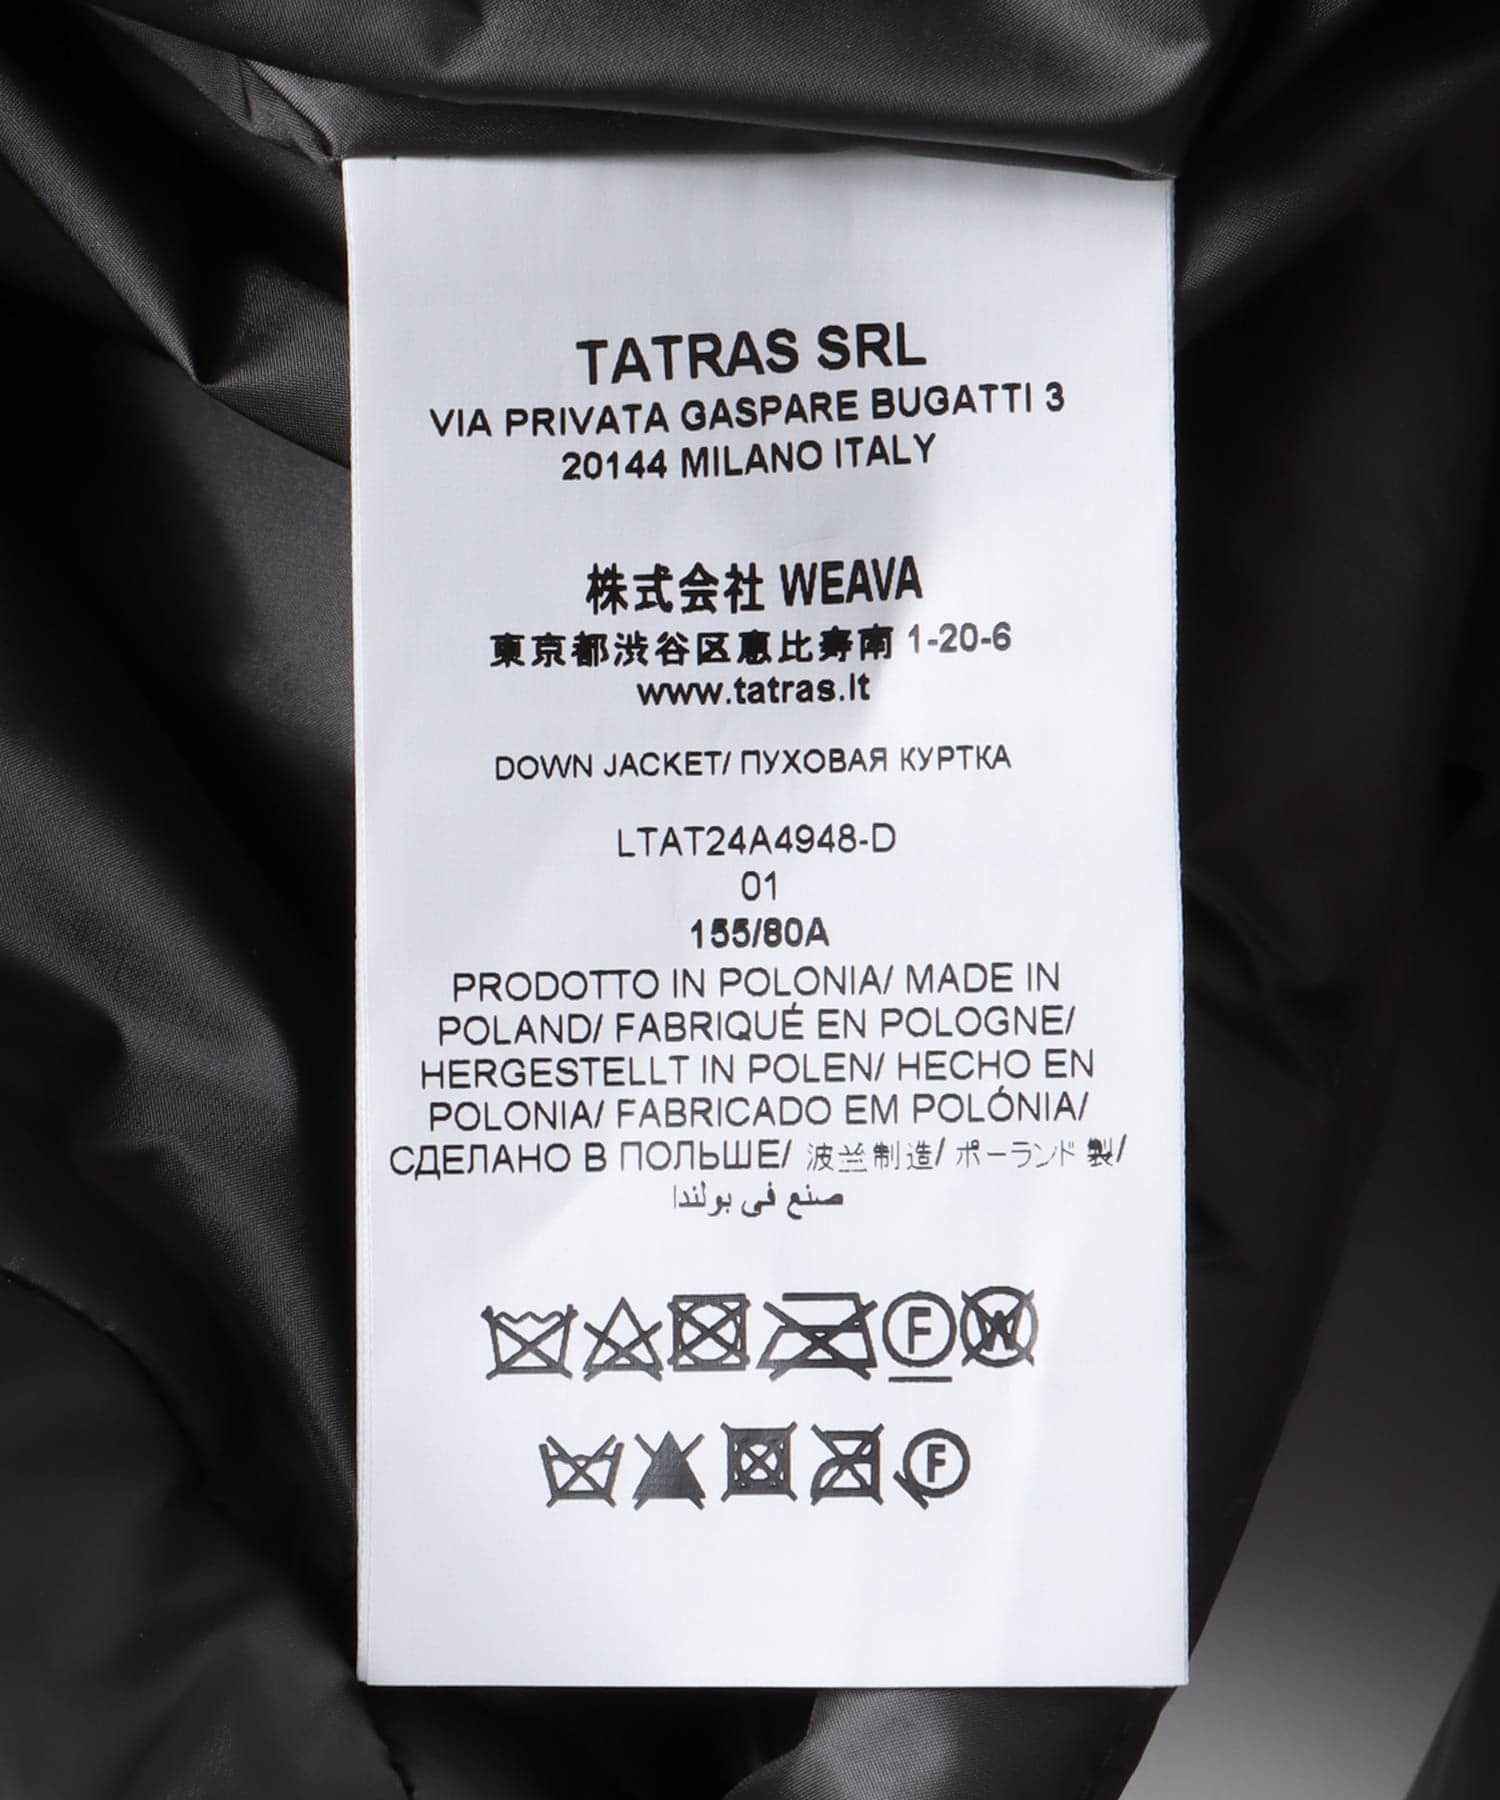 TATRAS SRL
VIA PRIVATA GASPARE BUGATTI 3
20144 MILANO ITALY
株式会社 WEAVA
東京都渋谷区恵比寿南 1-20-6
www.tatras.it
DOWN JACKET/ ПУХОВАЯ КУРТКА
LTAT24A4948-D
01
155/80A
PRODOTTO IN POLONIA/ MADE IN
POLAND/ FABRIQUÉ EN POLOGNE/
HERGESTELLT IN POLEN/ HECHO EN
POLONIA/ FABRICADO EM POLÓNIA/
СДЕЛАНО В ПОЛЬШЕ/ 波兰制造/ ポーランド 製/
صنع في بولندا
F W
F